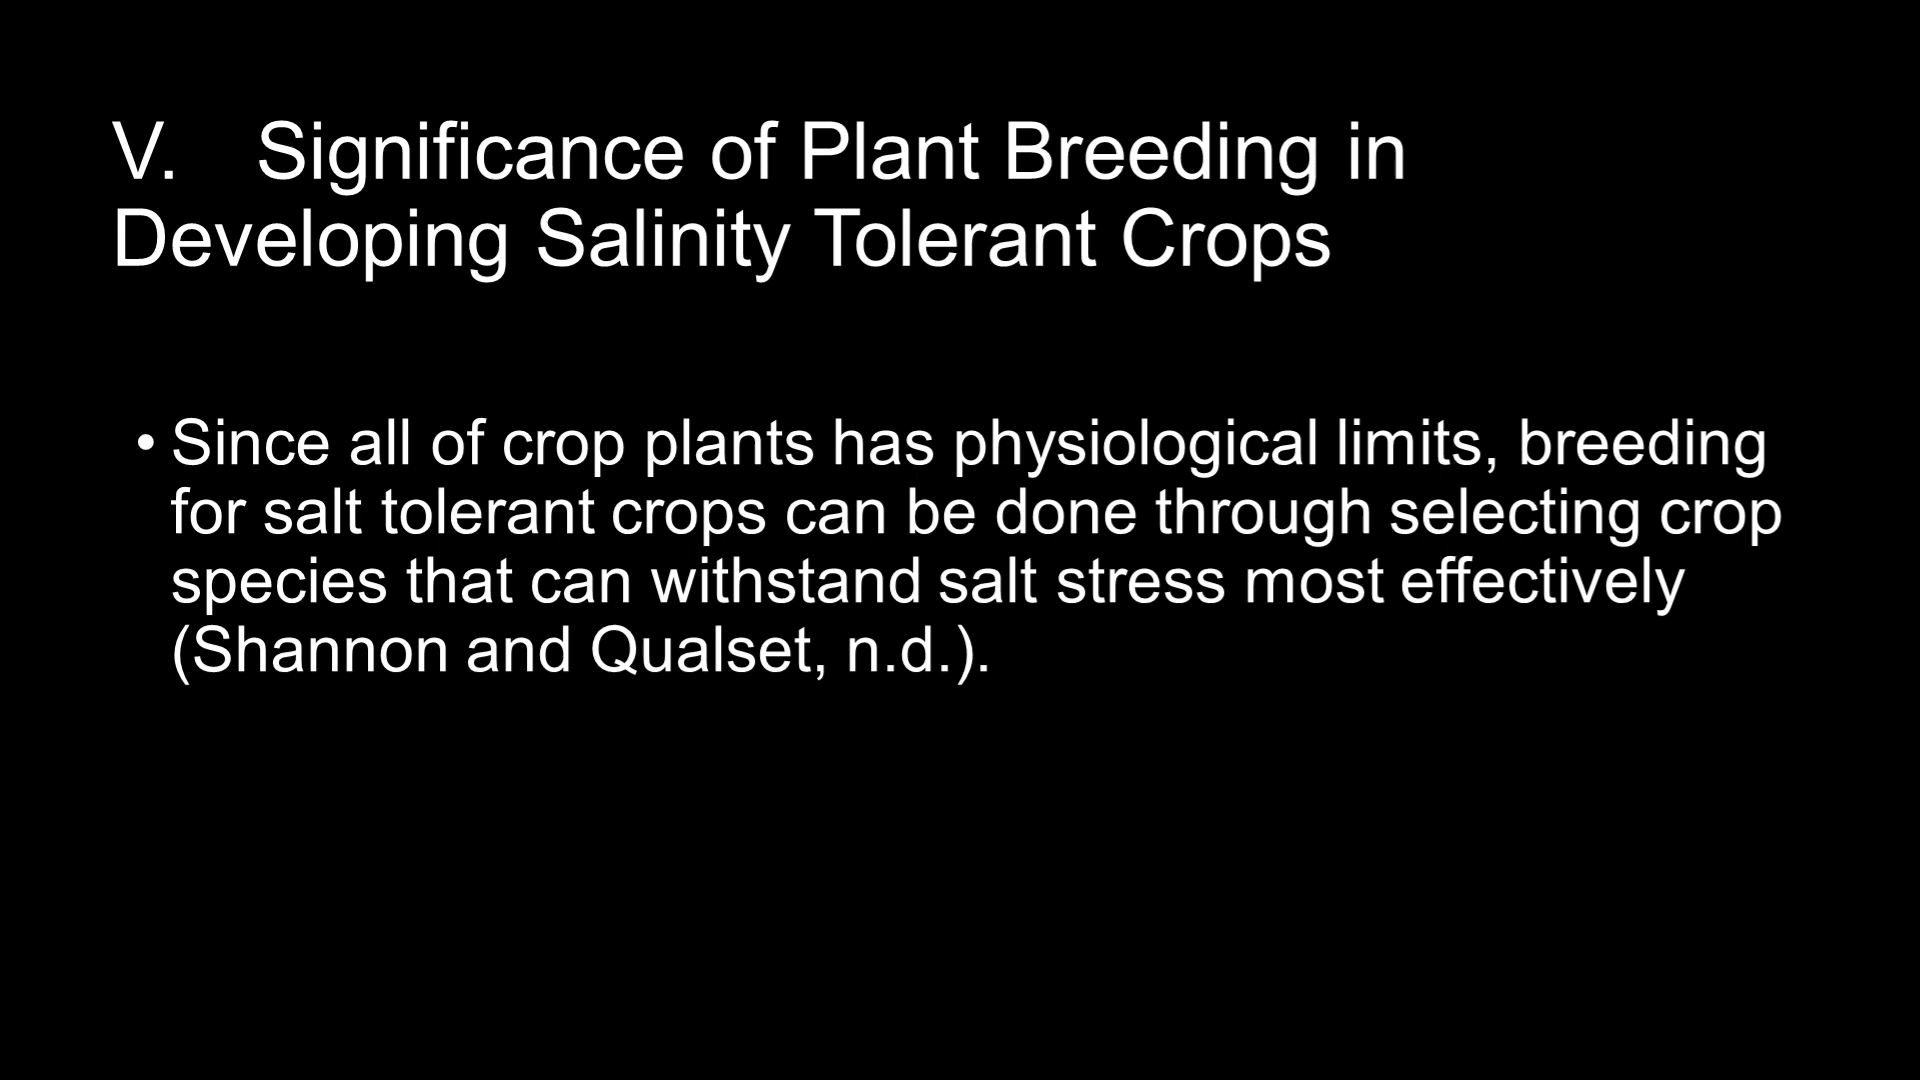 V. Significance of Plant Breeding in
Developing Salinity Tolerant Crops
• Since all of crop plants has physiological limits, breeding
for salt tolerant crops can be done through selecting crop
species that can withstand salt stress most effectively
(Shannon and Qualset, n.d.).